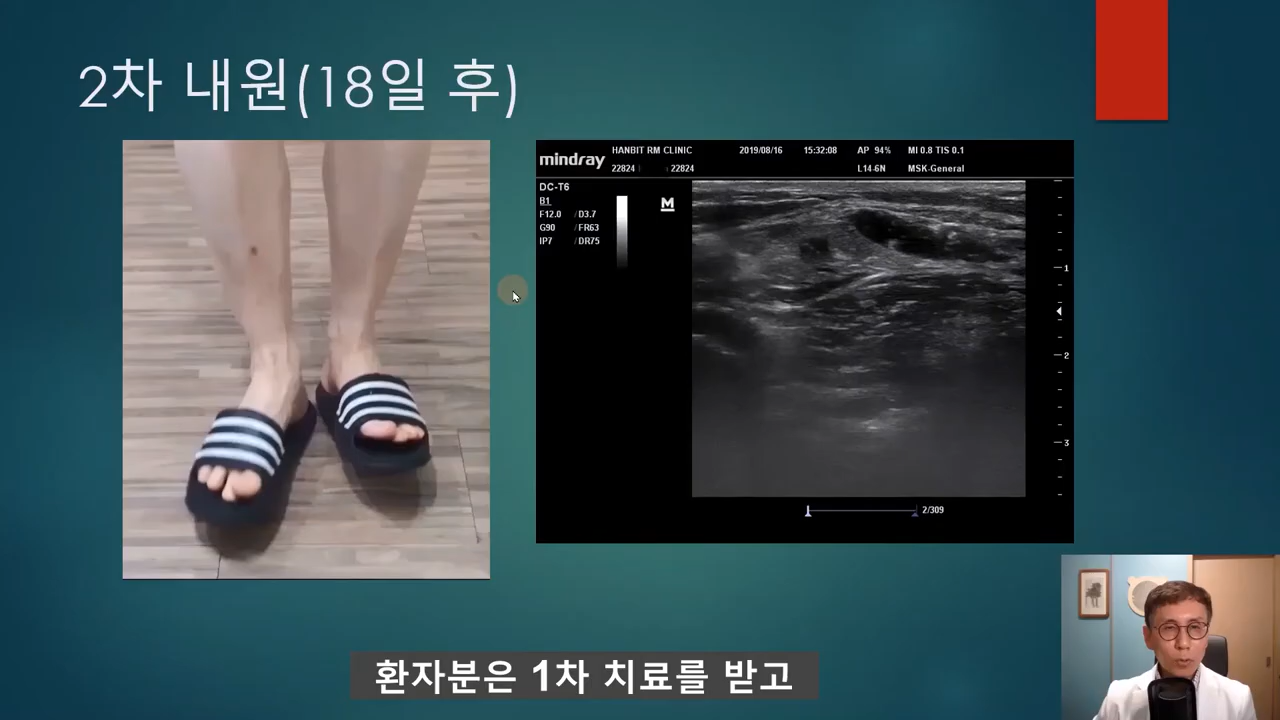 2차 내원(18일 후)
mindray
HANBIT RM CLINIC 2019/08/16 15:32:08 AP 94% MI 0.8 TIS 0.1
22824 22824 L14-6N MSK-General
DC-T6
B1
F12.0 / D3.7
G90 / FR63
IP7 / DR75
M
1
2
3
2/309
환자분은 1차 치료를 받고